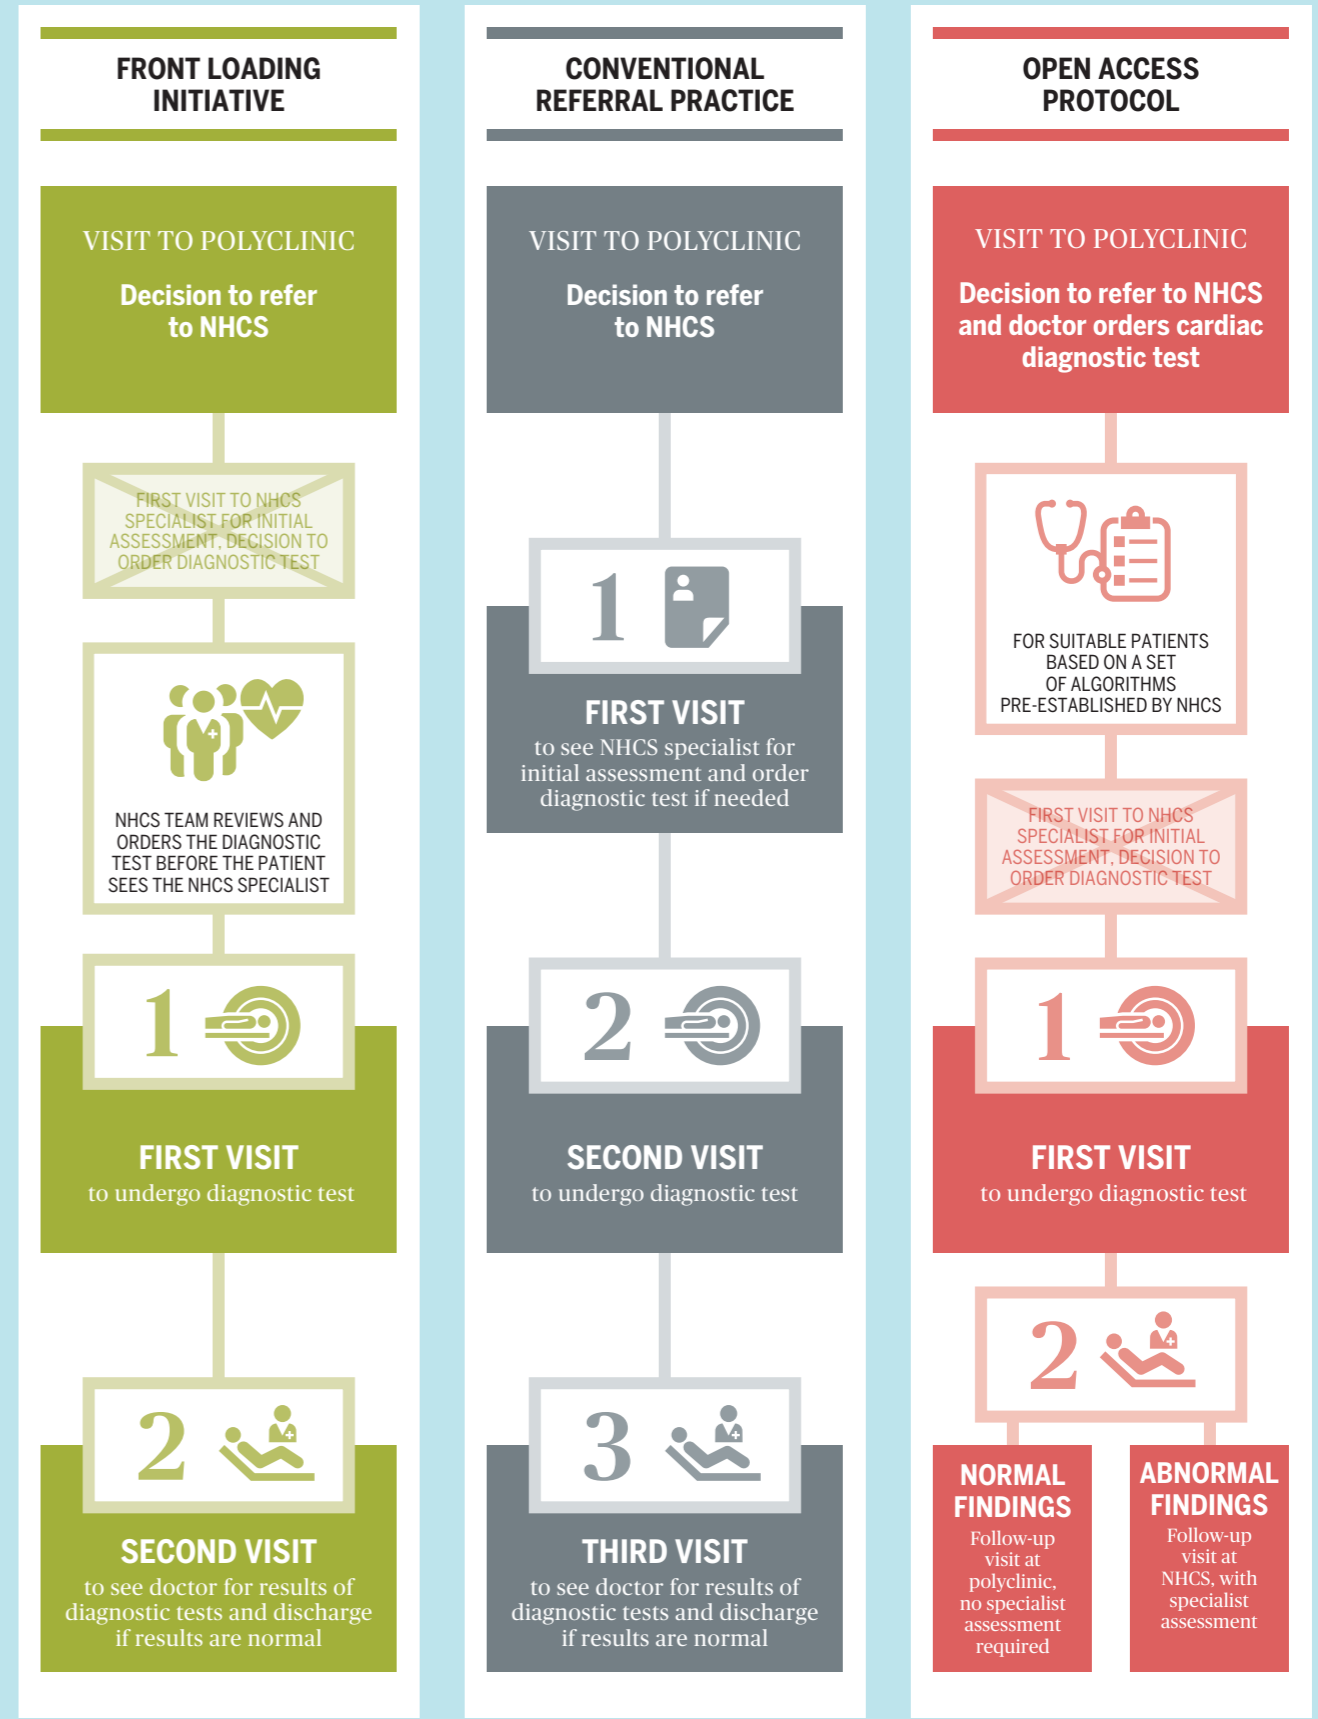 FRONT LOADING
INITIATIVE
VISIT TO POLYCLINIC
Decision to refer
to NHCS
FIRST VISIT TO NHCS
SPECIALIST FOR INITIAL
ASSESSMENT, DECISION TO
ORDER DIAGNOSTIC TEST
NHCS TEAM REVIEWS AND
ORDERS THE DIAGNOSTIC
TEST BEFORE THE PATIENT
SEES THE NHCS SPECIALIST
1
FIRST VISIT
to undergo diagnostic test
2
SECOND VISIT
to see doctor for results of
diagnostic tests and discharge
if results are normal
CONVENTIONAL
REFERRAL PRACTICE
VISIT TO POLYCLINIC
Decision to refer
to NHCS
1
FIRST VISIT
to see NHCS specialist for
initial assessment and order
diagnostic test if needed
2
SECOND VISIT
to undergo diagnostic test
3
THIRD VISIT
to see doctor for results of
diagnostic tests and discharge
if results are normal
OPEN ACCESS
PROTOCOL
VISIT TO POLYCLINIC
Decision to refer to NHCS
and doctor orders cardiac
diagnostic test
FOR SUITABLE PATIENTS
BASED ON A SET
OF ALGORITHMS
PRE-ESTABLISHED BY NHCS
FIRST VISIT TO NHCS
SPECIALIST FOR INITIAL
ASSESSMENT, DECISION TO
ORDER DIAGNOSTIC TEST
1
FIRST VISIT
to undergo diagnostic test
2
NORMAL
FINDINGS
Follow-up
visit at
polyclinic,
no specialist
assessment
required
ABNORMAL
FINDINGS
Follow-up
visit at
NHCS, with
specialist
assessment